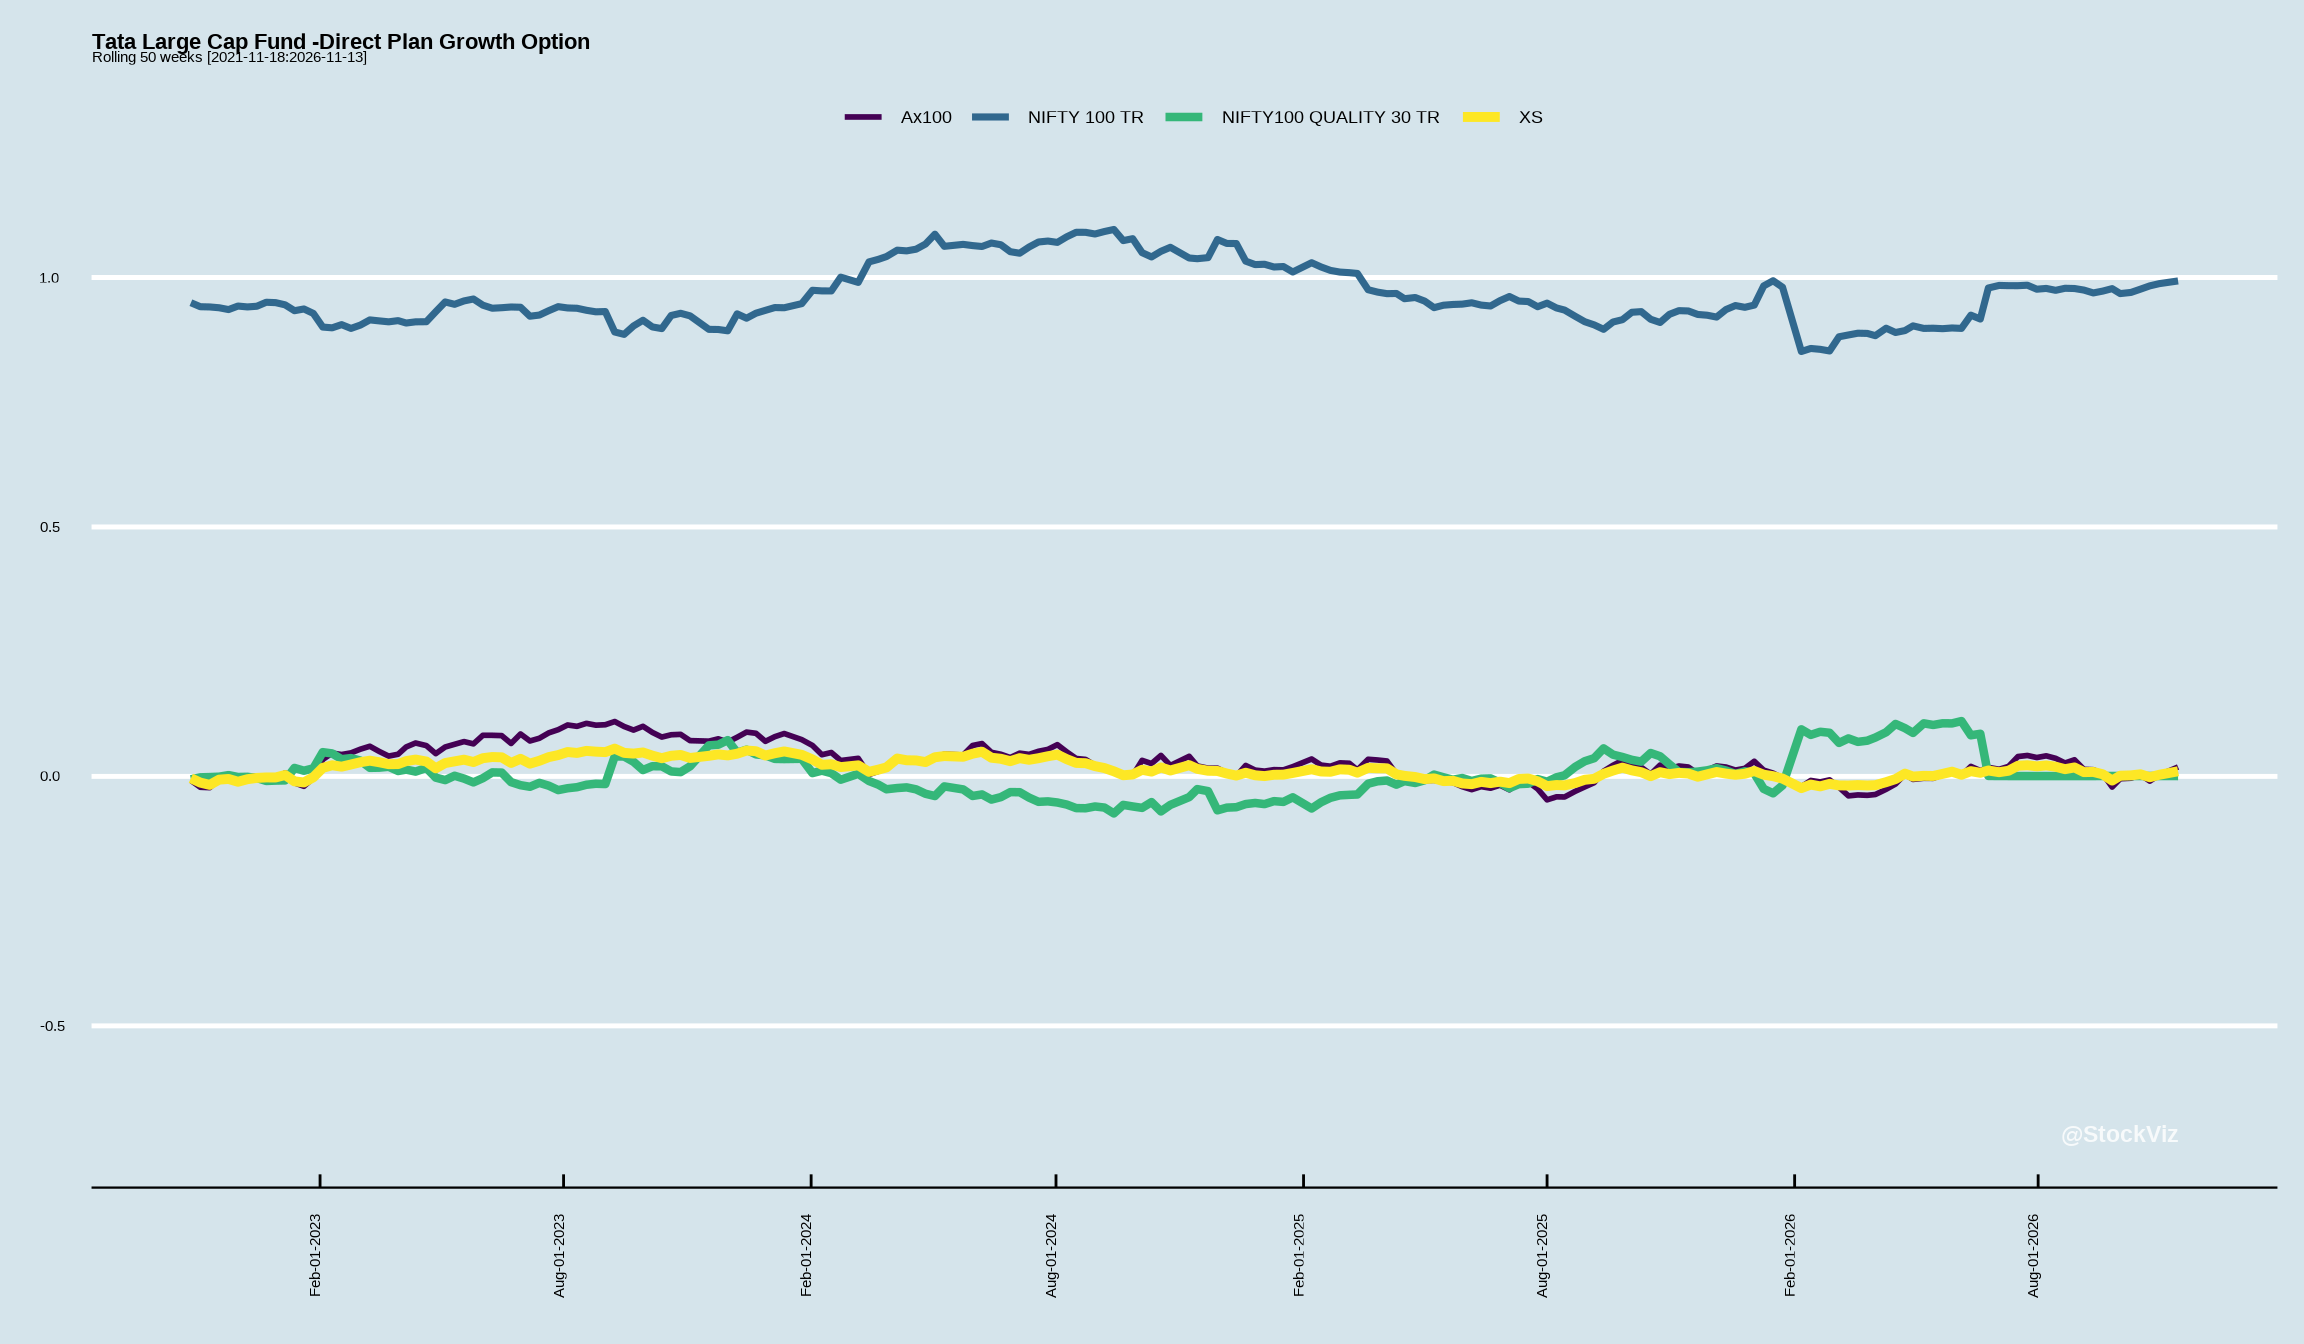 Tata Large Cap Fund -Direct Plan Growth Option
Rolling 50 weeks [2021-11-18:2026-11-13]
Ax100 NIFTY 100 TR NIFTY100 QUALITY 30 TR XS
1.0
0.5
0.0
-0.5
@StockViz
Feb-01-2023 Aug-01-2023 Feb-01-2024 Aug-01-2024 Feb-01-2025 Aug-01-2025 Feb-01-2026 Aug-01-2026